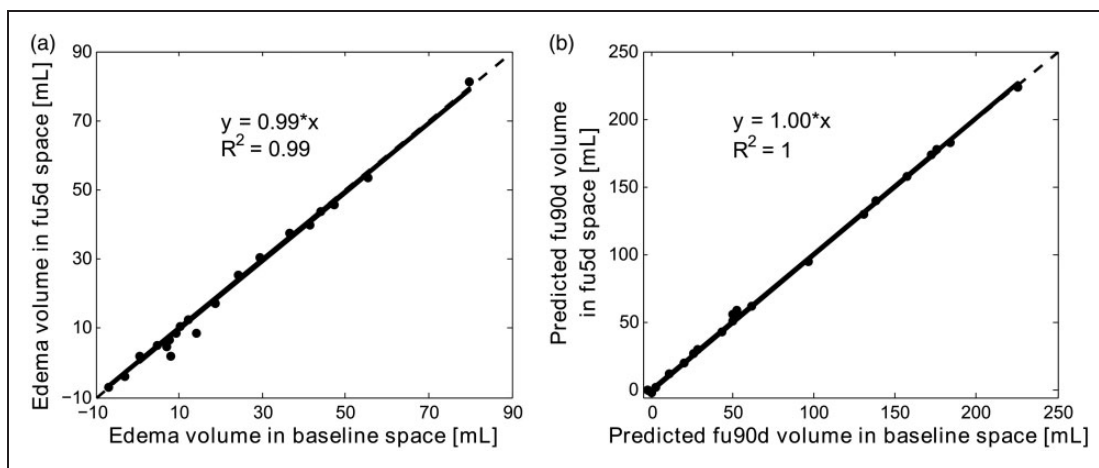 (a)
90
70
50
30
10
−10
Edema volume in fu5d space [mL]
y = 0.99*x
R² = 0.99
−10 10 30 50 70 90
Edema volume in baseline space [mL]
(b)
250
200
150
100
50
0
Predicted fu90d volume
in fu5d space [mL]
y = 1.00*x
R² = 1
0 50 100 150 200 250
Predicted fu90d volume in baseline space [mL]